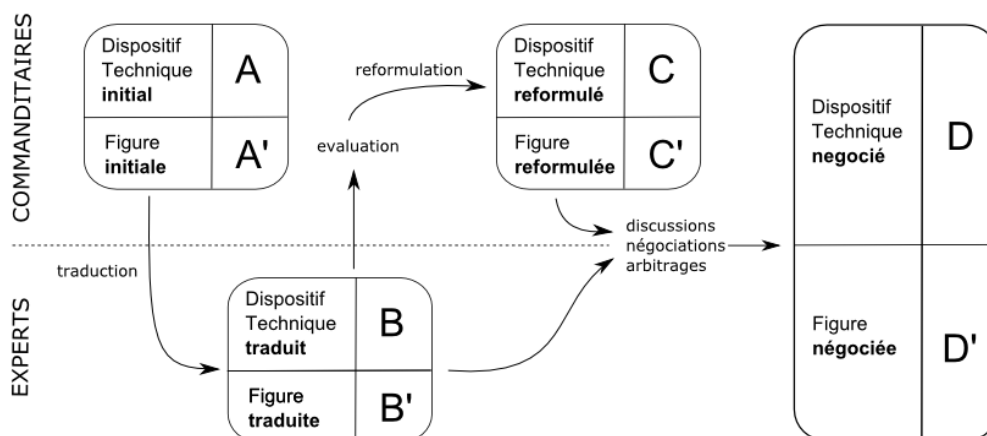 COMMANDITAIRES
Dispositif
Technique
initial
A
Figure
initiale
A'
reformulation
evaluation
Dispositif
Technique
reformulé
C
Figure
reformulée
C'
discussions
négociations
arbitrages
Dispositif
Technique
negocié
D
Figure
négociée
D'
traduction
EXPERTS
Dispositif
Technique
traduit
B
Figure
traduite
B'